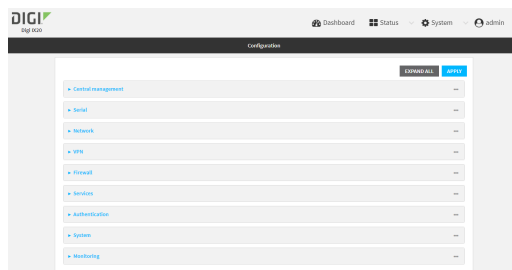 DIGI
Digi IX20
Dashboard Status System admin
Configuration
EXPAND ALL APPLY
Central management
Serial
Network
VPN
Firewall
Services
Authentication
System
Monitoring